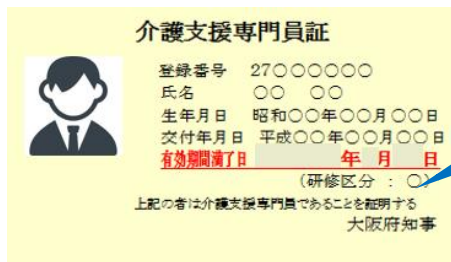 介護支援専門員証
登録番号 27○○○○○○
氏名 ○○ ○○
生年月日 昭和○○年○○月○○日
交付年月日 平成○○年○○月○○日
有効期間満了日 年 月 日
(研修区分 : ○)
上記の者は介護支援専門員であることを証明する
大阪府知事